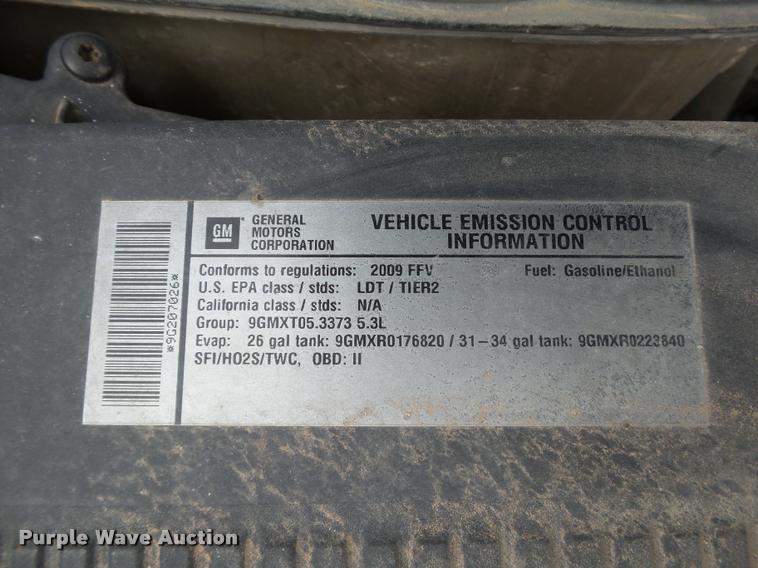 *9G207026*
GM
GENERAL
MOTORS
CORPORATION
VEHICLE EMISSION CONTROL
INFORMATION
Conforms to regulations: 2009 FFV Fuel: Gasoline/Ethanol
U.S. EPA class / stds: LDT / TIER2
California class / stds: N/A
Group: 9GMXT05.3373 5.3L
Evap: 26 gal tank: 9GMXR0176820 / 31-34 gal tank: 9GMXR0223840
SFI/HO2S/TWC, OBD: II
Purple Wave Auction